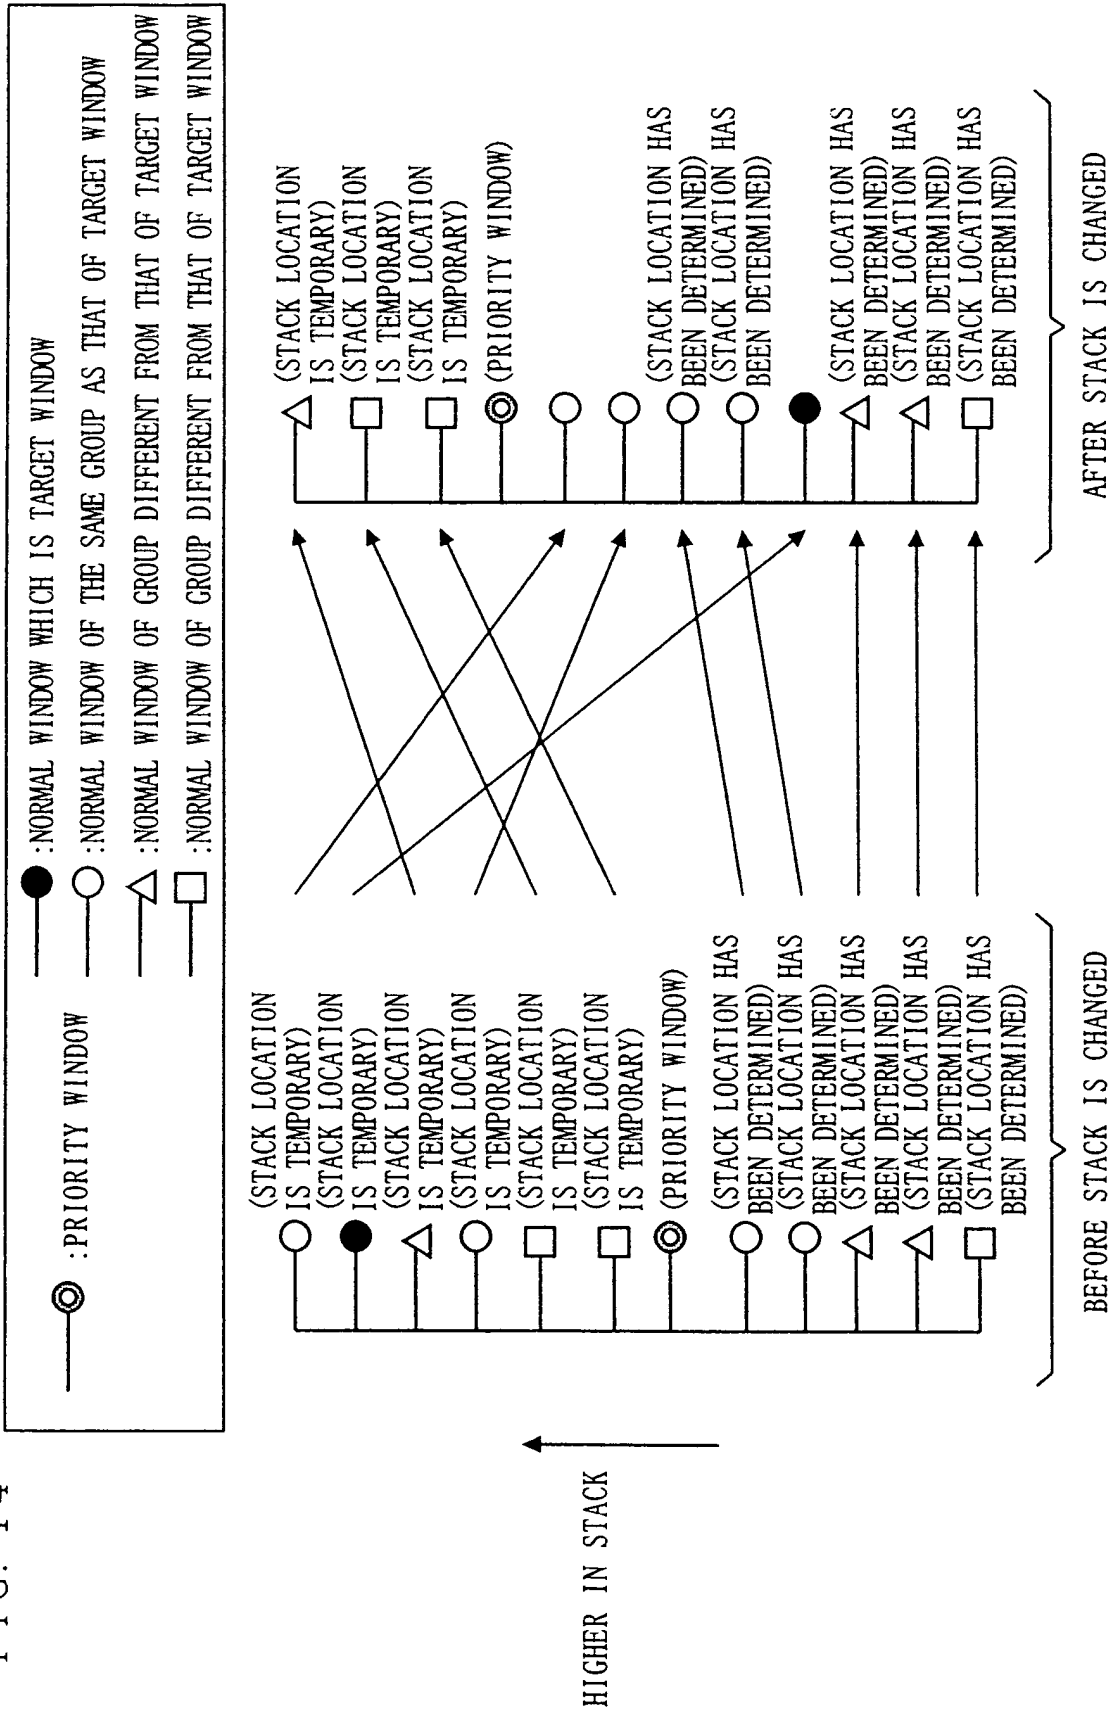 FIG. 14
:PRIORITY WINDOW
:NORMAL WINDOW WHICH IS TARGET WINDOW
:NORMAL WINDOW OF THE SAME GROUP AS THAT OF TARGET WINDOW
:NORMAL WINDOW OF GROUP DIFFERENT FROM THAT OF TARGET WINDOW
:NORMAL WINDOW OF GROUP DIFFERENT FROM THAT OF TARGET WINDOW
HIGHER IN STACK
(STACK LOCATION
IS TEMPORARY)
(STACK LOCATION
IS TEMPORARY)
(STACK LOCATION
IS TEMPORARY)
(STACK LOCATION
IS TEMPORARY)
(STACK LOCATION
IS TEMPORARY)
(STACK LOCATION
IS TEMPORARY)
(PRIORITY WINDOW)
(STACK LOCATION HAS
BEEN DETERMINED)
(STACK LOCATION HAS
BEEN DETERMINED)
(STACK LOCATION HAS
BEEN DETERMINED)
(STACK LOCATION HAS
BEEN DETERMINED)
(STACK LOCATION HAS
BEEN DETERMINED)
BEFORE STACK IS CHANGED
(STACK LOCATION
IS TEMPORARY)
(STACK LOCATION
IS TEMPORARY)
(STACK LOCATION
IS TEMPORARY)
(PRIORITY WINDOW)
(STACK LOCATION HAS
BEEN DETERMINED)
(STACK LOCATION HAS
BEEN DETERMINED)
(STACK LOCATION HAS
BEEN DETERMINED)
(STACK LOCATION HAS
BEEN DETERMINED)
(STACK LOCATION HAS
BEEN DETERMINED)
AFTER STACK IS CHANGED